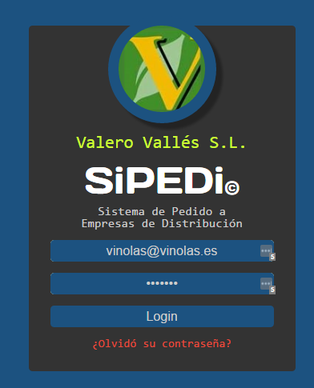 V
Valero Vallés S.L.
SiPEDi©
Sistema de Pedido a
Empresas de Distribución
vinolas@vinolas.es
•••••••
Login
¿Olvidó su contraseña?